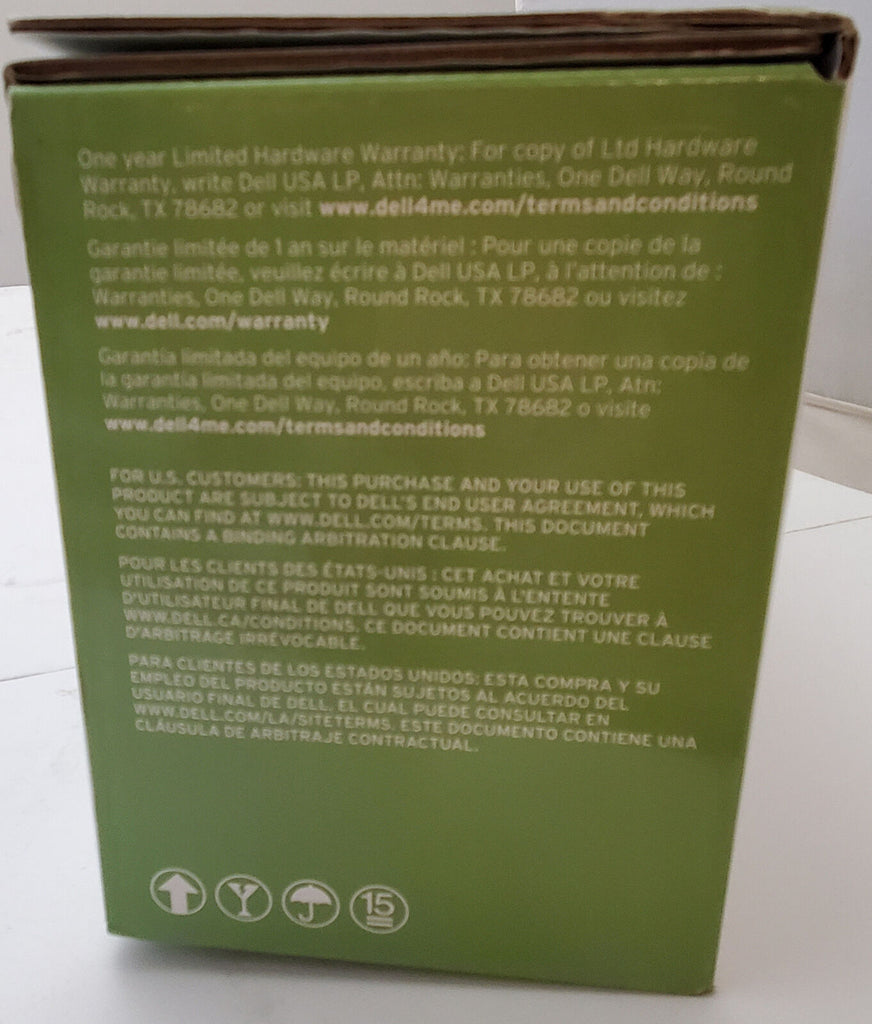 One year Limited Hardware Warranty: For copy of Ltd Hardware
Warranty, write Dell USA LP, Attn: Warranties, One Dell Way, Round
Rock, TX 78682 or visit www.dell4me.com/termsandconditions
Garantie limitée de 1 an sur le matériel : Pour une copie de la
garantie limitée, veuillez écrire à Dell USA LP, à l'attention de :
Warranties, One Dell Way, Round Rock, TX 78682 ou visitez
www.dell.com/warranty
Garantía limitada del equipo de un año: Para obtener una copia de
la garantía limitada del equipo, escriba a Dell USA LP, Atn:
Warranties, One Dell Way, Round Rock, TX 78682 o visite
www.dell4me.com/termsandconditions
FOR U.S. CUSTOMERS: THIS PURCHASE AND YOUR USE OF THIS
PRODUCT ARE SUBJECT TO DELL'S END USER AGREEMENT, WHICH
YOU CAN FIND AT WWW.DELL.COM/TERMS. THIS DOCUMENT
CONTAINS A BINDING ARBITRATION CLAUSE.
POUR LES CLIENTS DES ÉTATS-UNIS : CET ACHAT ET VOTRE
UTILISATION DE CE PRODUIT SONT SOUMIS À L'ENTENTE
D'UTILISATEUR FINAL DE DELL QUE VOUS POUVEZ TROUVER À
WWW.DELL.CA/CONDITIONS. CE DOCUMENT CONTIENT UNE CLAUSE
D'ARBITRAGE IRRÉVOCABLE.
PARA CLIENTES DE LOS ESTADOS UNIDOS: ESTA COMPRA Y SU
EMPLEO DEL PRODUCTO ESTÁN SUJETOS AL ACUERDO DEL
USUARIO FINAL DE DELL, EL CUAL PUEDE CONSULTAR EN
WWW.DELL.COM/LA/SITETERMS. ESTE DOCUMENTO CONTIENE UNA
CLÁUSULA DE ARBITRAJE CONTRACTUAL.
15